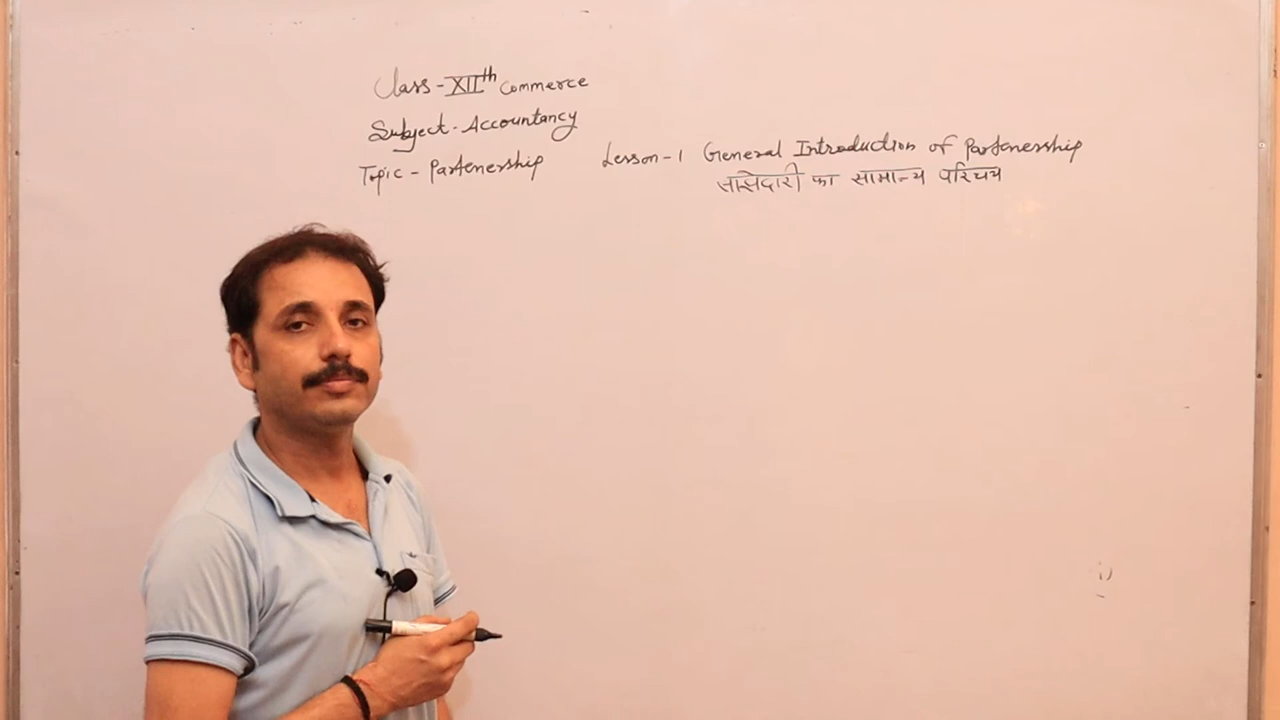 Class - XIIth Commerce
Subject - Accountancy
Topic - Partenership
Lesson - 1 General Introduction of Partenership
साझेदारी का सामान्य परिचय